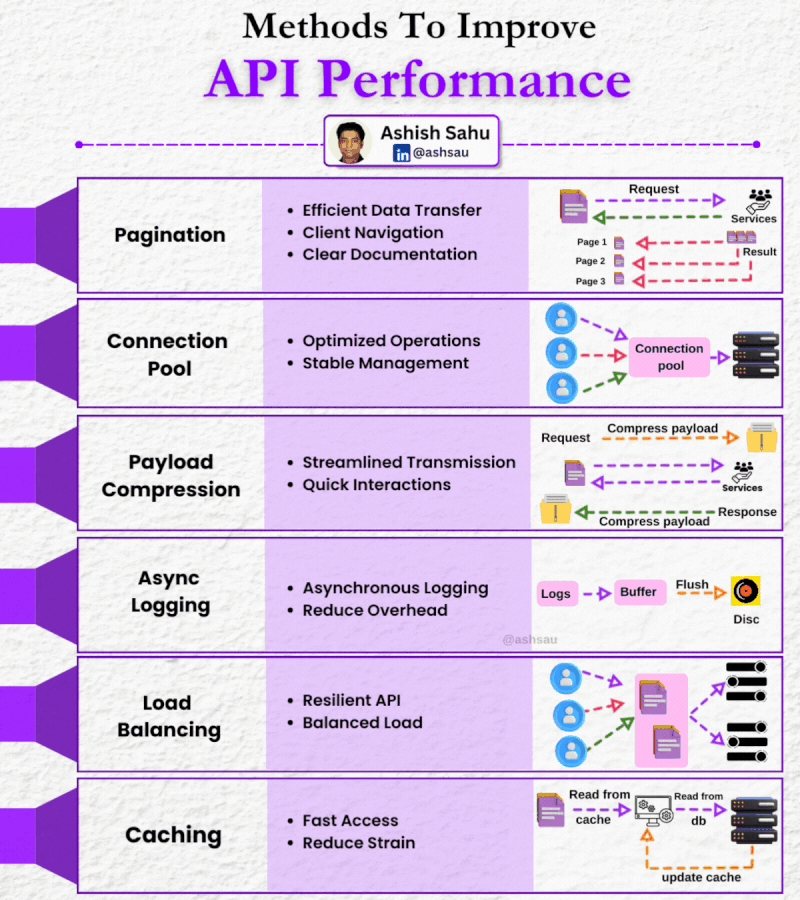 Methods To Improve
API Performance
Ashish Sahu
in @ashsau
Pagination
• Efficient Data Transfer
• Client Navigation
• Clear Documentation
Request
Services
Page 1
Page 2
Page 3
Result
Connection
Pool
• Optimized Operations
• Stable Management
Connection
pool
Payload
Compression
• Streamlined Transmission
• Quick Interactions
Compress payload
Request
Services
Response
Compress payload
Async
Logging
• Asynchronous Logging
• Reduce Overhead
@ashsau
Logs
Buffer
Flush
Disc
Load
Balancing
• Resilient API
• Balanced Load
Caching
• Fast Access
• Reduce Strain
Read from
cache
Read from
db
update cache